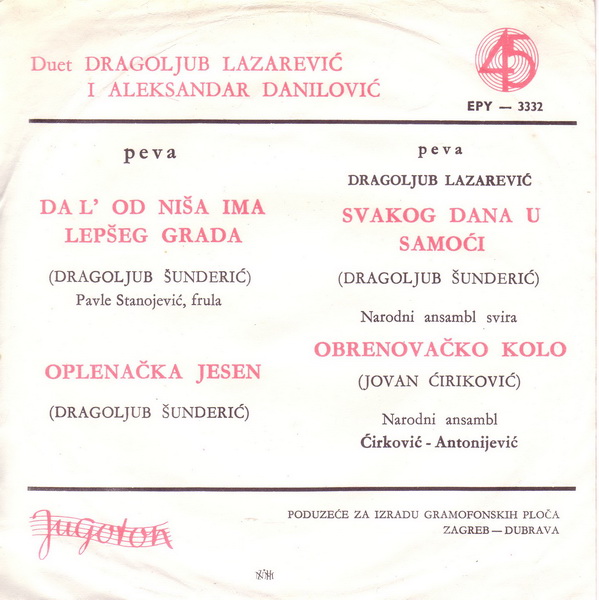 Duet DRAGOLJUB LAZAREVIĆ
I ALEKSANDAR DANILOVIĆ
45
EPY — 3332
peva
DA L' OD NIŠA IMA
LEPŠEG GRADA
(DRAGOLJUB ŠUNDERIĆ)
Pavle Stanojević, frula
OPLENAČKA JESEN
(DRAGOLJUB ŠUNDERIĆ)
peva
DRAGOLJUB LAZAREVIĆ
SVAKOG DANA U
SAMOĆI
(DRAGOLJUB ŠUNDERIĆ)
Narodni ansambl svira
OBRENOVAČKO KOLO
(JOVAN ĆIRIKOVIĆ)
Narodni ansambl
Ćirković - Antonijević
Jugoton
PODUZEĆE ZA IZRADU GRAMOFONSKIH PLOČA
ZAGREB — DUBRAVA